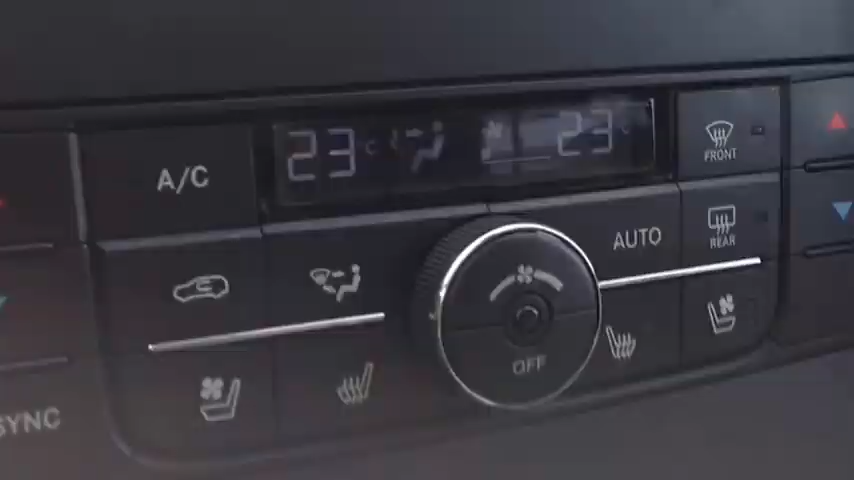 23 °C 23
A/C
FRONT
AUTO
REAR
OFF
SYNC